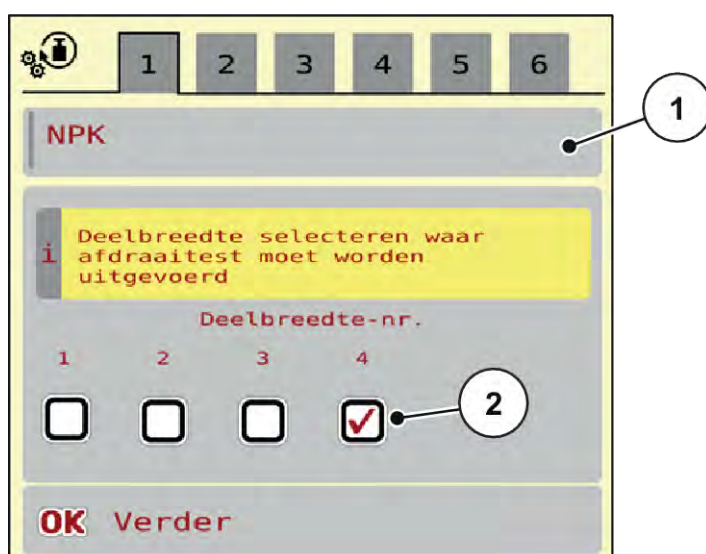 1 2 3 4 5 6
1
NPK
i
Deelbreedte selecteren waar
afdraaitest moet worden
uitgevoerd
Deelbreedte-nr.
1 2 3 4
2
OK Verder